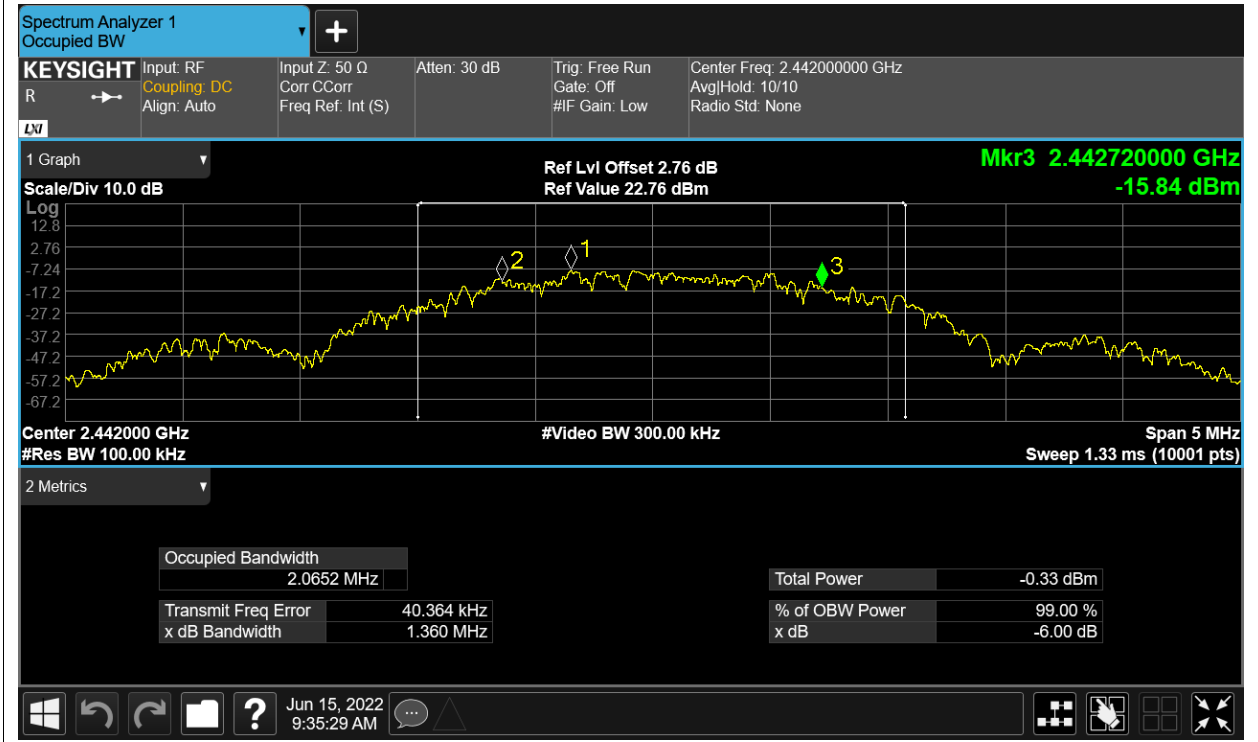 Spectrum Analyzer 1
Occupied BW
KEYSIGHT
R
LXI
Input: RF
Coupling: DC
Align: Auto
Input Z: 50 Ω
Corr CCorr
Freq Ref: Int (S)
Atten: 30 dB
Trig: Free Run
Gate: Off
#IF Gain: Low
Center Freq: 2.442000000 GHz
Avg|Hold: 10/10
Radio Std: None
1 Graph
Scale/Div 10.0 dB
Ref Lvl Offset 2.76 dB
Ref Value 22.76 dBm
Mkr3 2.442720000 GHz
-15.84 dBm
Log
12.8
2.76
-7.24
-17.2
-27.2
-37.2
-47.2
-57.2
-67.2
2
1
3
Center 2.442000 GHz
#Video BW 300.00 kHz
Span 5 MHz
#Res BW 100.00 kHz
Sweep 1.33 ms (10001 pts)
2 Metrics
Occupied Bandwidth
2.0652 MHz
Total Power -0.33 dBm
Transmit Freq Error 40.364 kHz
% of OBW Power 99.00 %
x dB Bandwidth 1.360 MHz
x dB -6.00 dB
?
Jun 15, 2022
9:35:29 AM